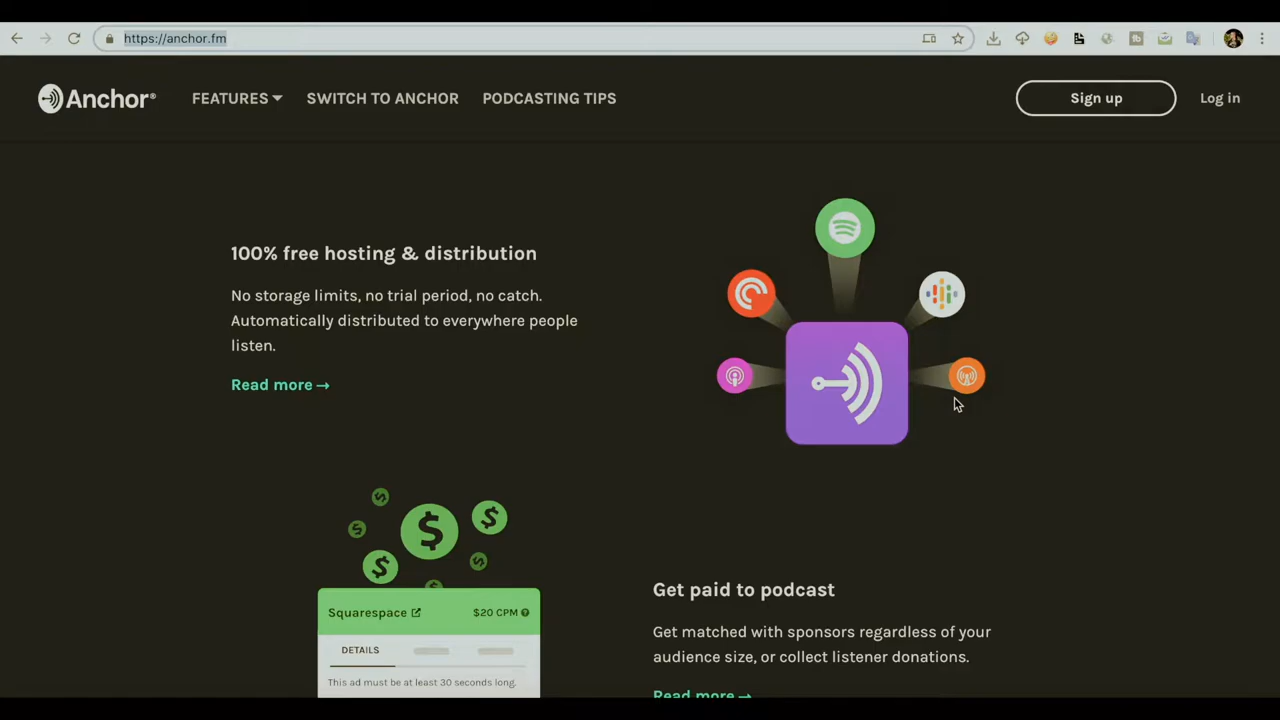 https://anchor.fm
Anchor®
FEATURES
SWITCH TO ANCHOR
PODCASTING TIPS
Sign up
Log in
100% free hosting & distribution
No storage limits, no trial period, no catch.
Automatically distributed to everywhere people
listen.
Read more →
Squarespace
$20 CPM
DETAILS
This ad must be at least 30 seconds long.
Get paid to podcast
Get matched with sponsors regardless of your
audience size, or collect listener donations.
Read more →